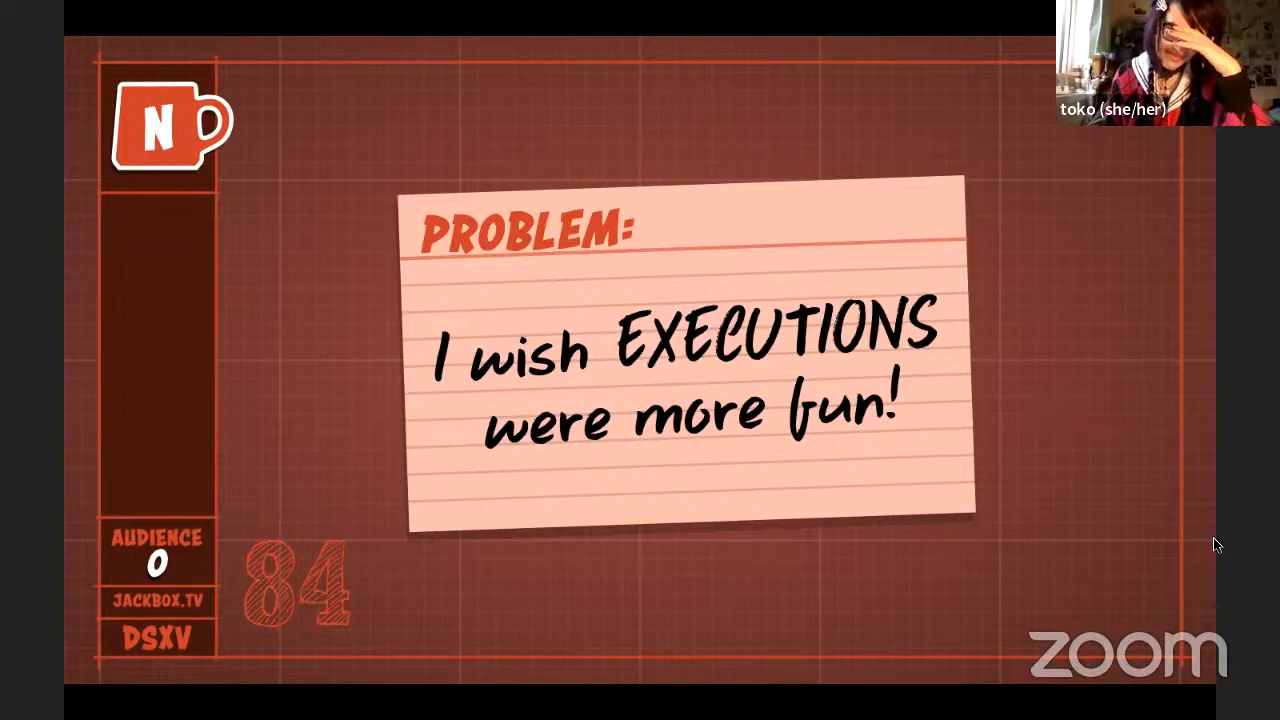 N
toko (she/her)
PROBLEM:
I wish EXECUTIONS
were more fun!
AUDIENCE
0
84
JACKBOX.TV
DSXV
zoom